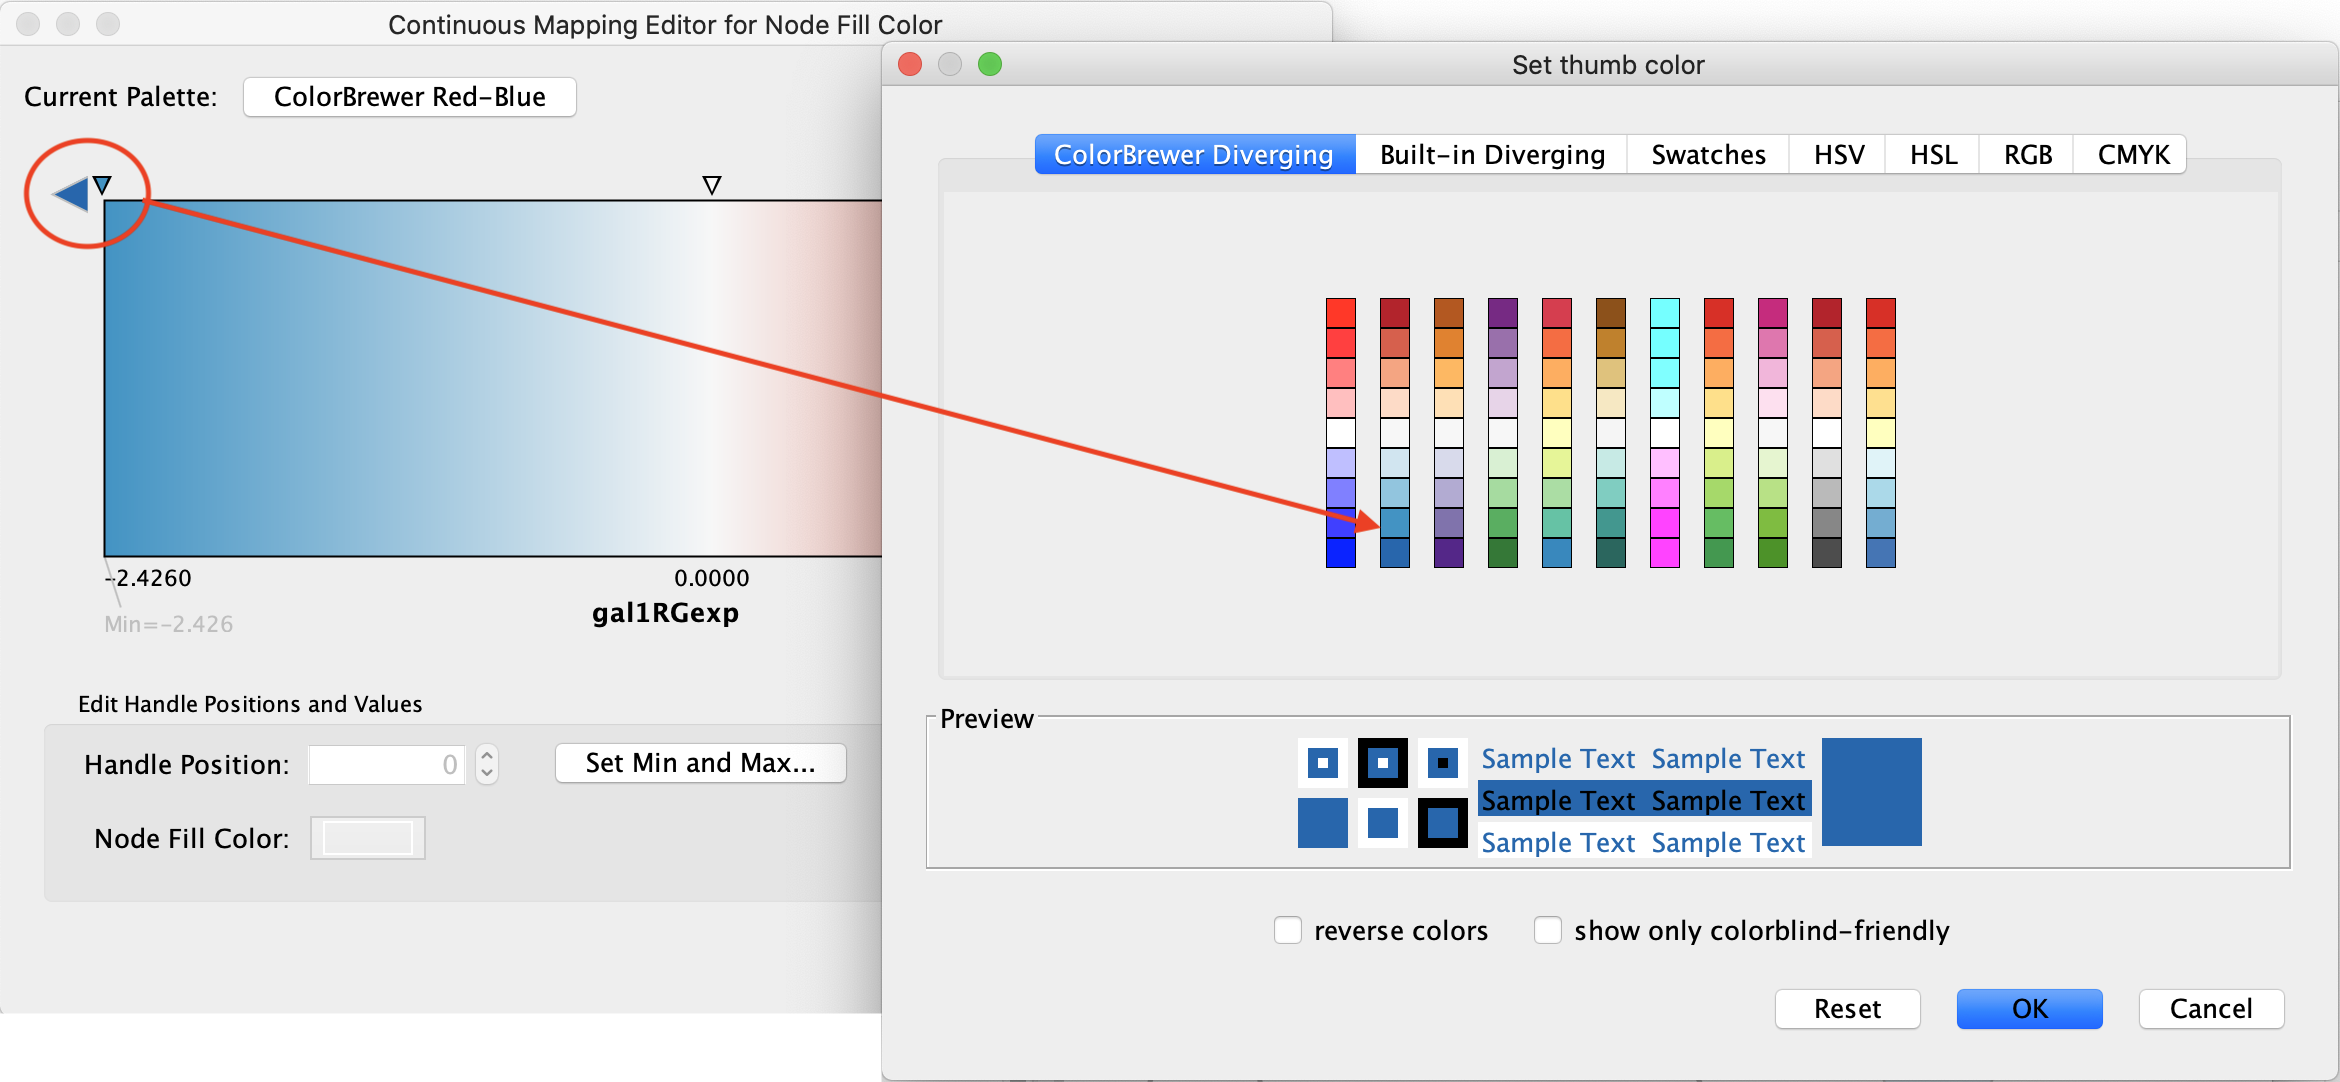 Continuous Mapping Editor for Node Fill Color
Current Palette: ColorBrewer Red-Blue
-2.4260 0.0000
Min=-2.426
gal1RGexp
Edit Handle Positions and Values
Handle Position: 0 Set Min and Max...
Node Fill Color:
Set thumb color
ColorBrewer Diverging Built-in Diverging Swatches HSV HSL RGB CMYK
Preview
Sample Text Sample Text
Sample Text Sample Text
Sample Text Sample Text
reverse colors show only colorblind-friendly
Reset OK Cancel